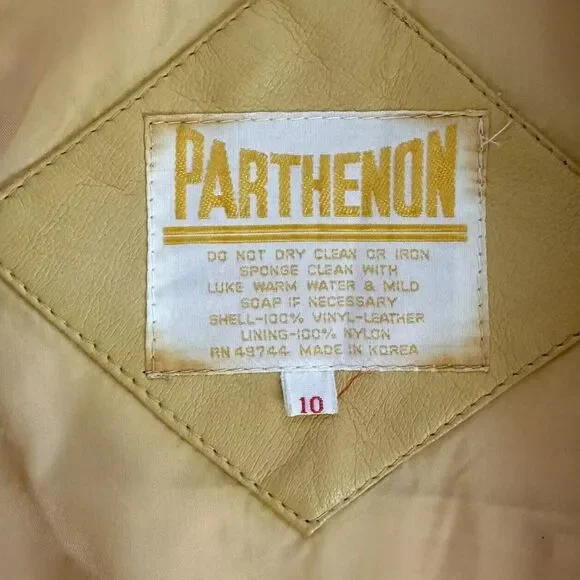 PARTHENON
DO NOT DRY CLEAN OR IRON
SPONGE CLEAN WITH
LUKE WARM WATER & MILD
SOAP IF NECESSARY
SHELL-100% VINYL-LEATHER
LINING-100% NYLON
RN 49744 MADE IN KOREA
10